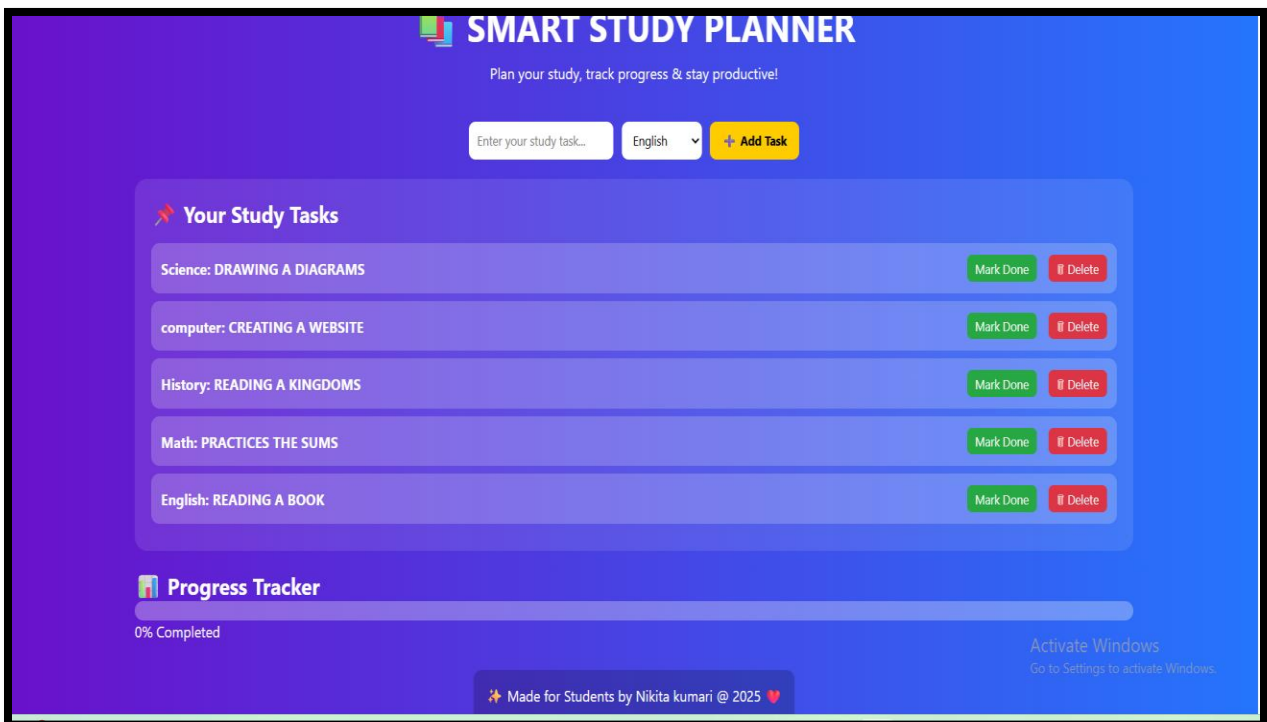 📚 SMART STUDY PLANNER
Plan your study, track progress & stay productive!
Enter your study task... English ➕ Add Task
📌 Your Study Tasks
Science: DRAWING A DIAGRAMS Mark Done 🗑 Delete
computer: CREATING A WEBSITE Mark Done 🗑 Delete
History: READING A KINGDOMS Mark Done 🗑 Delete
Math: PRACTICES THE SUMS Mark Done 🗑 Delete
English: READING A BOOK Mark Done 🗑 Delete
📊 Progress Tracker
0% Completed
Activate Windows
Go to Settings to activate Windows.
✨ Made for Students by Nikita kumari @ 2025 ❤️